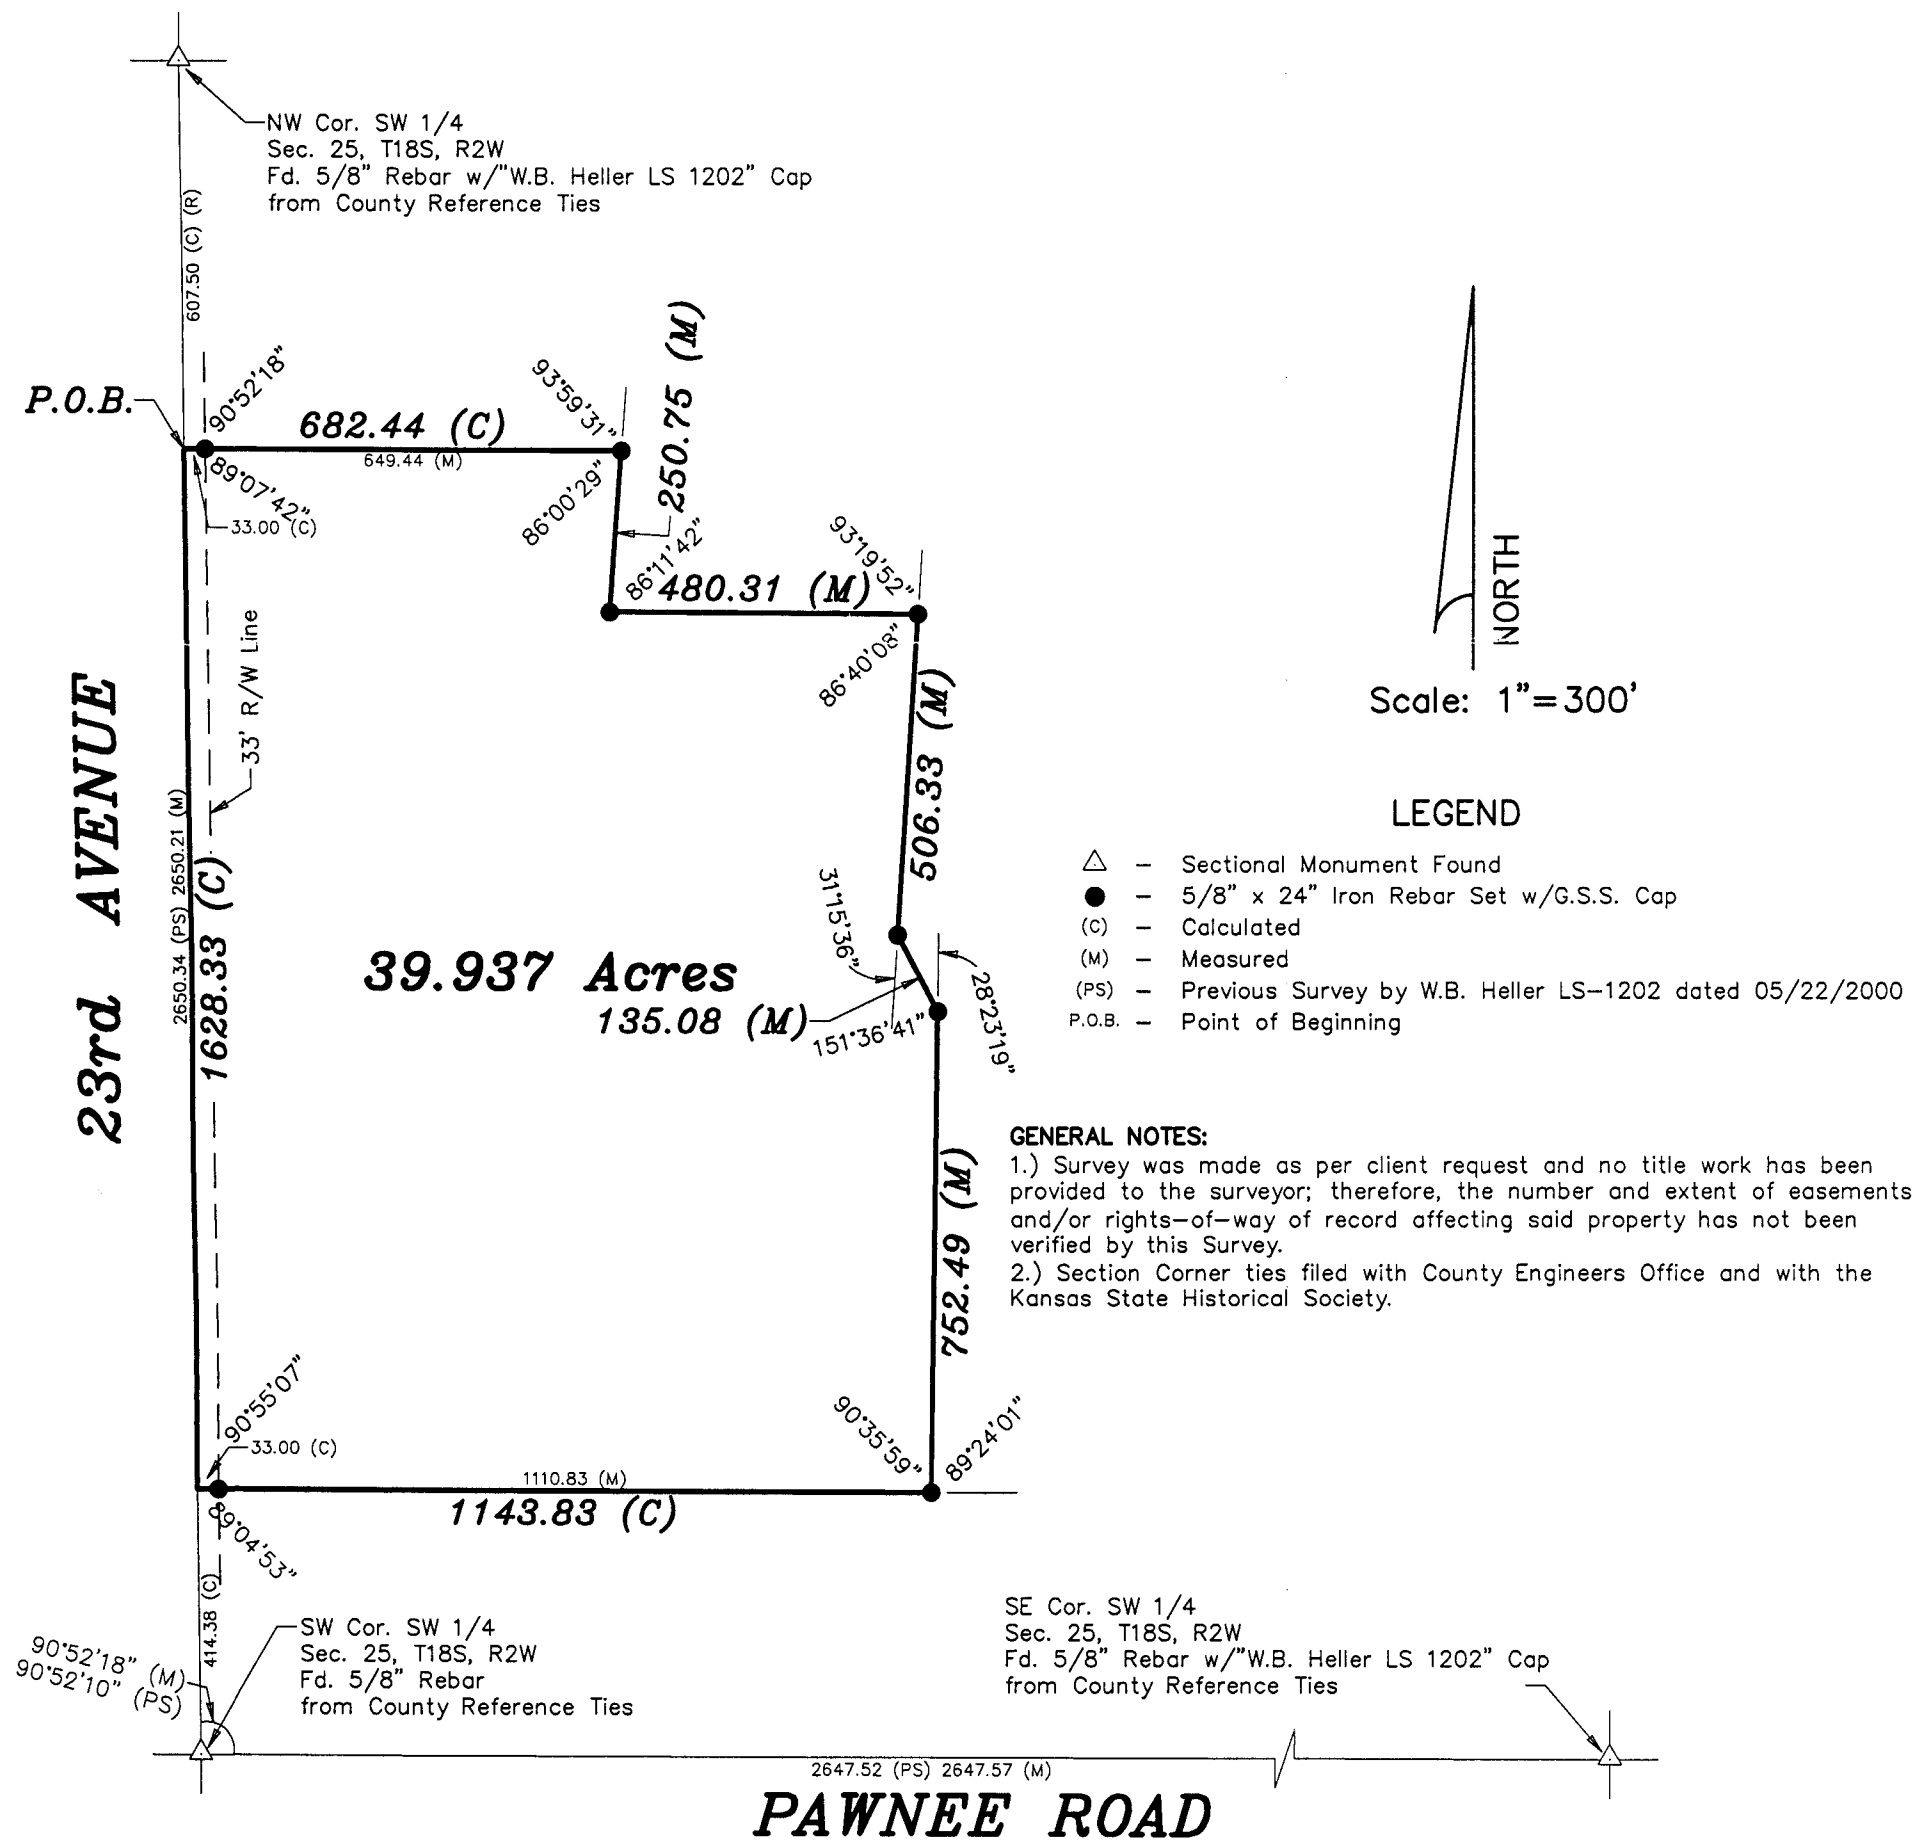 NW Cor. SW 1/4
Sec. 25, T18S, R2W
Fd. 5/8" Rebar w/"W.B. Heller LS 1202" Cap
from County Reference Ties
607.50 (C) (R)
P.O.B.
90°52'18"
682.44 (C)
649.44 (M)
93°59'31"
250.75 (M)
89°07'42"
33.00 (C)
86°00'29"
86°11'42"
480.31 (M)
93°19'52"
86°40'08"
33' R/W Line
23rd AVENUE
2650.34 (PS) 2650.21 (M)
1628.33 (C)
506.33 (M)
31°15'36"
39.937 Acres
135.08 (M)
151°36'41"
28°23'19"
752.49 (M)
NORTH
Scale: 1"=300'
LEGEND
– Sectional Monument Found
– 5/8" x 24" Iron Rebar Set w/G.S.S. Cap
(C) – Calculated
(M) – Measured
(PS) – Previous Survey by W.B. Heller LS-1202 dated 05/22/2000
P.O.B. – Point of Beginning
GENERAL NOTES:
1.) Survey was made as per client request and no title work has been
provided to the surveyor; therefore, the number and extent of easements
and/or rights-of-way of record affecting said property has not been
verified by this Survey.
2.) Section Corner ties filed with County Engineers Office and with the
Kansas State Historical Society.
90°55'07"
33.00 (C)
1110.83 (M)
1143.83 (C)
90°35'59"
89°24'01"
89°04'53"
414.38 (C)
90°52'18" (M)
90°52'10" (PS)
SW Cor. SW 1/4
Sec. 25, T18S, R2W
Fd. 5/8" Rebar
from County Reference Ties
SE Cor. SW 1/4
Sec. 25, T18S, R2W
Fd. 5/8" Rebar w/"W.B. Heller LS 1202" Cap
from County Reference Ties
2647.52 (PS) 2647.57 (M)
PAWNEE ROAD